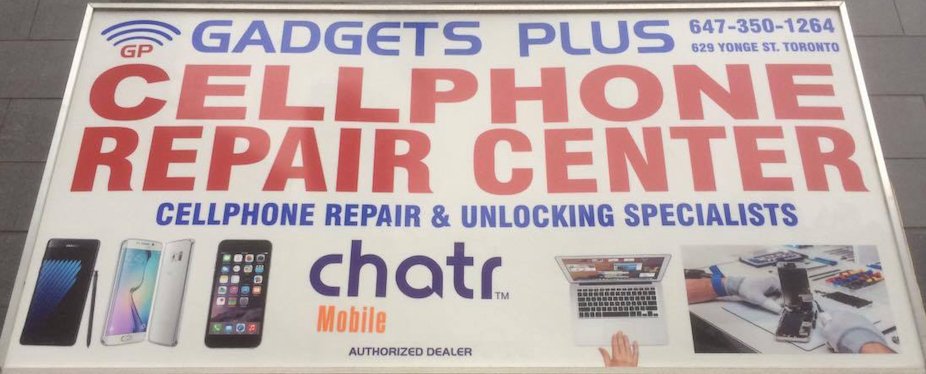 GP
GADGETS PLUS
647-350-1264
629 YONGE ST. TORONTO
CELLPHONE
REPAIR CENTER
CELLPHONE REPAIR & UNLOCKING SPECIALISTS
chatr™
Mobile
AUTHORIZED DEALER